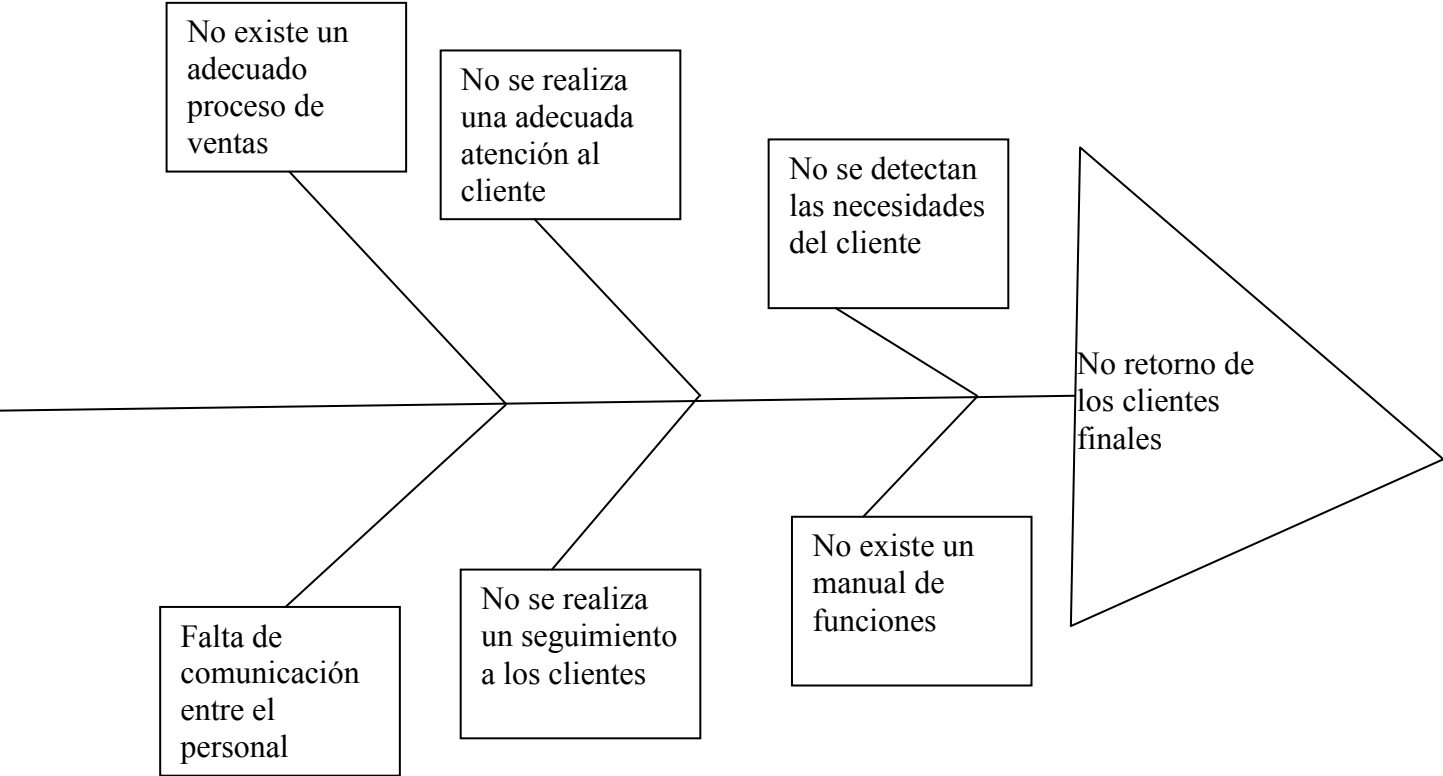 No existe un
adecuado
proceso de
ventas
No se realiza
una adecuada
atención al
cliente
No se detectan
las necesidades
del cliente
No retorno de
los clientes
finales
Falta de
comunicación
entre el
personal
No se realiza
un seguimiento
a los clientes
No existe un
manual de
funciones